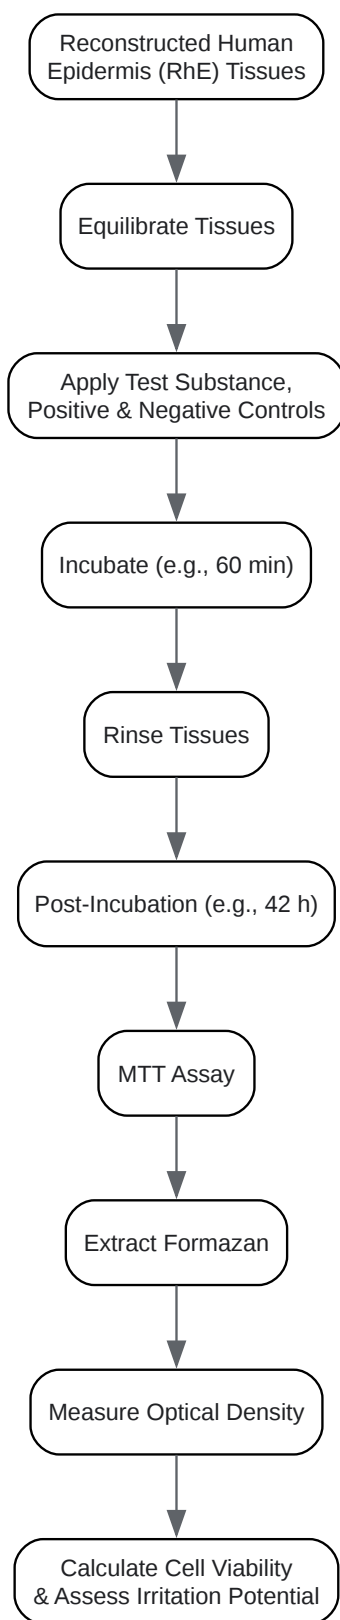 Reconstructed Human
Epidermis (RhE) Tissues
Equilibrate Tissues
Apply Test Substance,
Positive & Negative Controls
Incubate (e.g., 60 min)
Rinse Tissues
Post-Incubation (e.g., 42 h)
MTT Assay
Extract Formazan
Measure Optical Density
Calculate Cell Viability
& Assess Irritation Potential